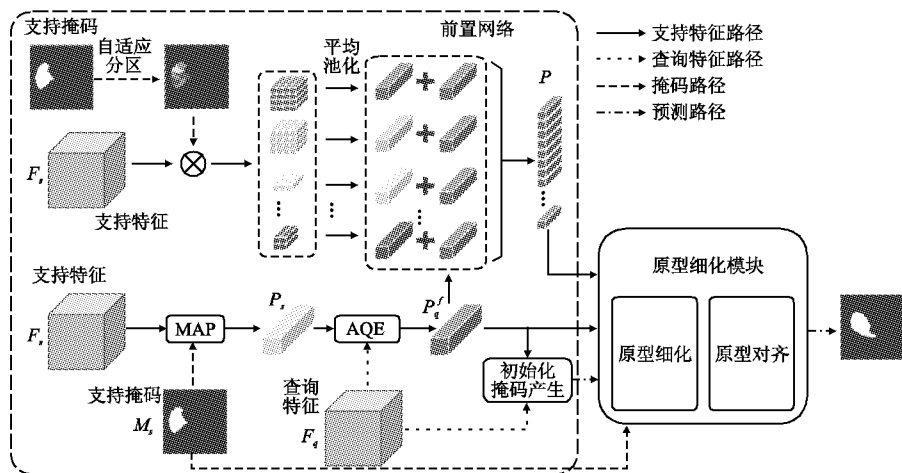 支持掩码
自适应
分区
平均
池化
前置网络
支持特征路径
查询特征路径
掩码路径
预测路径
P
F_s
支持特征
支持特征
F_s
MAP
P_s
AQE
P_q^f
支持掩码
M_s
查询
特征
F_q
初始化
掩码产生
原型细化模块
原型细化
原型对齐